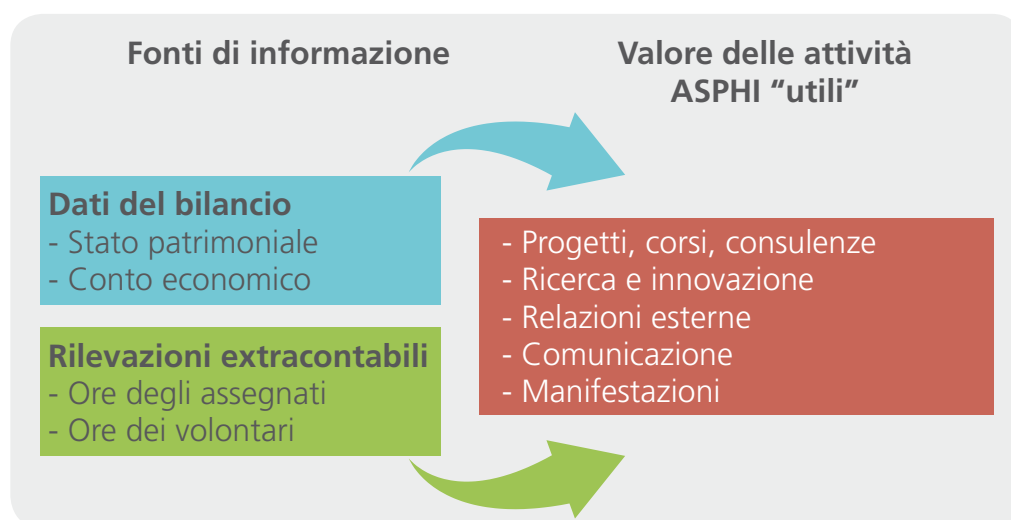 Fonti di informazione
Valore delle attività
ASPHI “utili”
Dati del bilancio
- Stato patrimoniale
- Conto economico
Rilevazioni extracontabili
- Ore degli assegnati
- Ore dei volontari
- Progetti, corsi, consulenze
- Ricerca e innovazione
- Relazioni esterne
- Comunicazione
- Manifestazioni